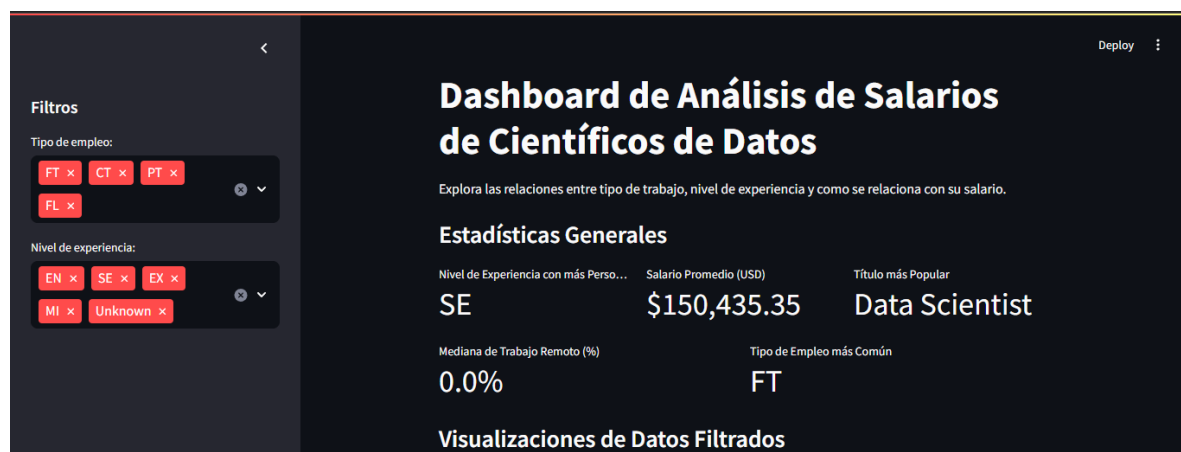 Deploy
Filtros
Tipo de empleo:
FT × CT × PT ×
FL ×
Nivel de experiencia:
EN × SE × EX ×
MI × Unknown ×
Dashboard de Análisis de Salarios
de Científicos de Datos
Explora las relaciones entre tipo de trabajo, nivel de experiencia y como se relaciona con su salario.
Estadísticas Generales
Nivel de Experiencia con más Perso... Salario Promedio (USD) Título más Popular
SE $150,435.35 Data Scientist
Mediana de Trabajo Remoto (%) Tipo de Empleo más Común
0.0% FT
Visualizaciones de Datos Filtrados